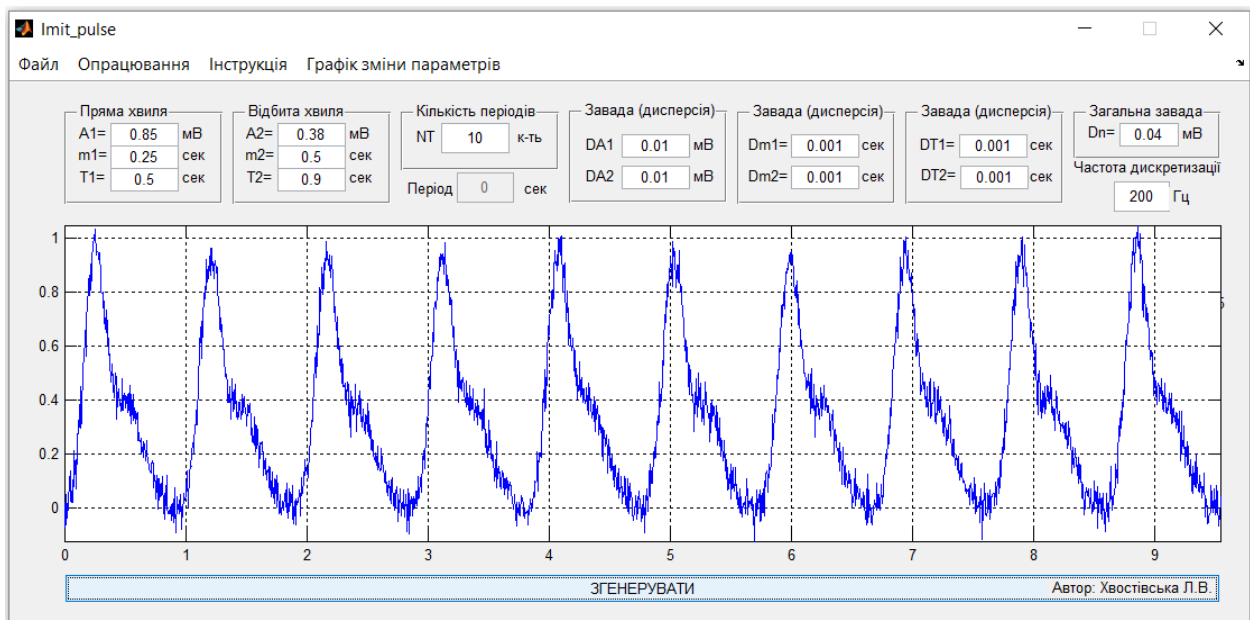 Imit_pulse
Файл Опрацювання Інструкція Графік зміни параметрів
Пряма хвиля
A1= 0.85 мВ
m1= 0.25 сек
T1= 0.5 сек
Відбита хвиля
A2= 0.38 мВ
m2= 0.5 сек
T2= 0.9 сек
Кількість періодів
NT 10 к-ть
Період 0 сек
Завада (дисперсія)
DA1 0.01 мВ
DA2 0.01 мВ
Завада (дисперсія)
Dm1= 0.001 сек
Dm2= 0.001 сек
Завада (дисперсія)
DT1= 0.001 сек
DT2= 0.001 сек
Загальна завада
Dn= 0.04 мВ
Частота дискретизації
200 Гц
1
0.8
0.6
0.4
0.2
0
0 1 2 3 4 5 6 7 8 9
ЗГЕНЕРУВАТИ
Автор: Хвостівська Л.В.